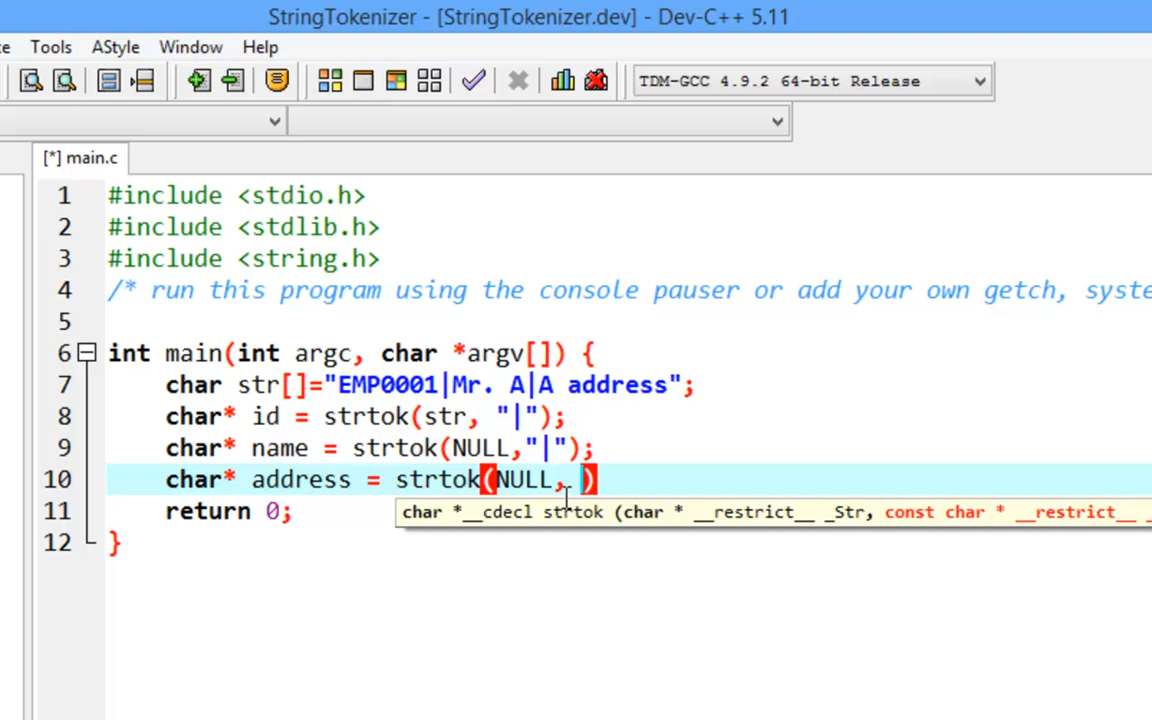 StringTokenizer - [StringTokenizer.dev] - Dev-C++ 5.11
Tools AStyle Window Help
TDM-GCC 4.9.2 64-bit Release
[*] main.c
1 #include <stdio.h>
2 #include <stdlib.h>
3 #include <string.h>
4 /* run this program using the console pauser or add your own getch,
5
6 int main(int argc, char *argv[]) {
7 char str[]="EMP0001|Mr. A|A address";
8 char* id = strtok(str, "|");
9 char* name = strtok(NULL,"|");
10 char* address = strtok(NULL, )
11 return 0;
char *__cdecl strtok (char * __restrict__ _Str, const char * __restrict__ _
12 }